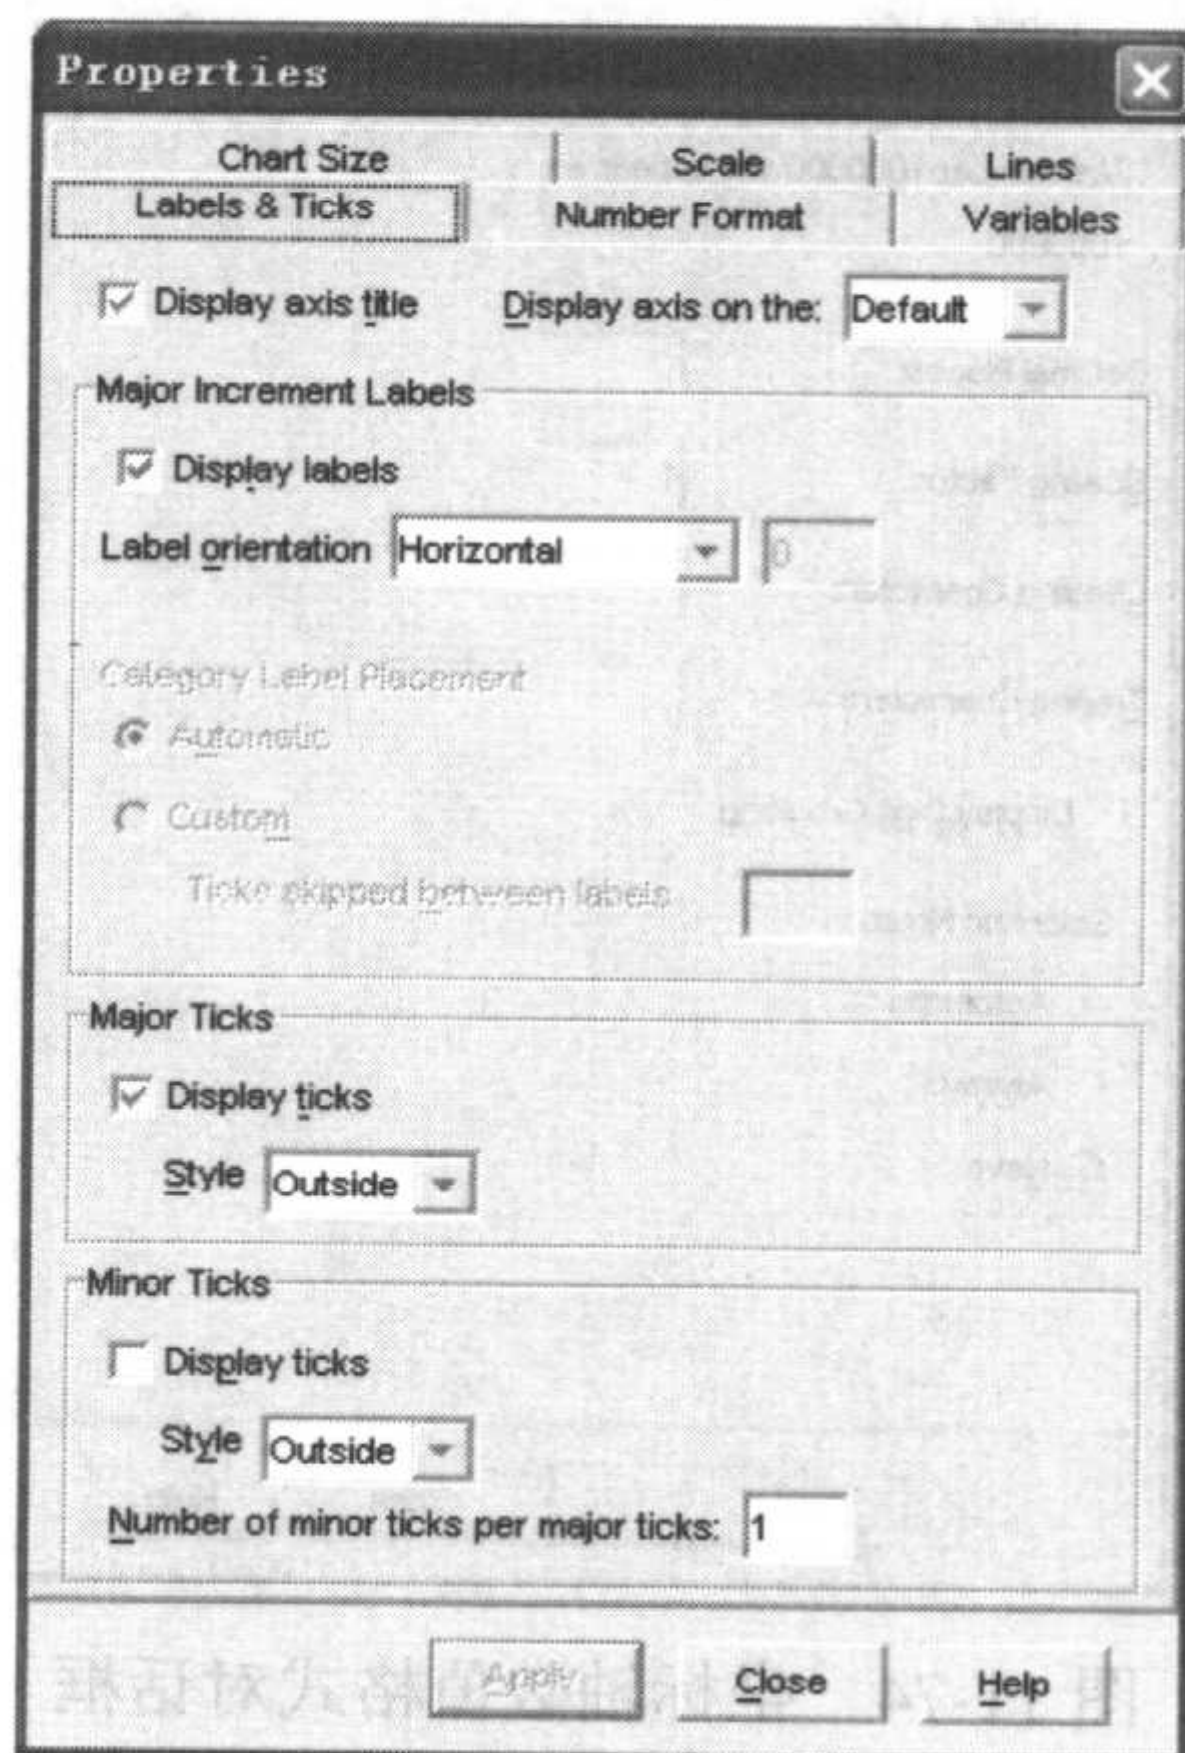 Properties
Chart Size Scale Lines
Labels & Ticks Number Format Variables
Display axis title Display axis on the: Default
Major Increment Labels
Display labels
Label orientation Horizontal 0
Category Label Placement
Automatic
Custom
Ticks skipped between labels
Major Ticks
Display ticks
Style Outside
Minor Ticks
Display ticks
Style Outside
Number of minor ticks per major ticks: 1
Apply Close Help